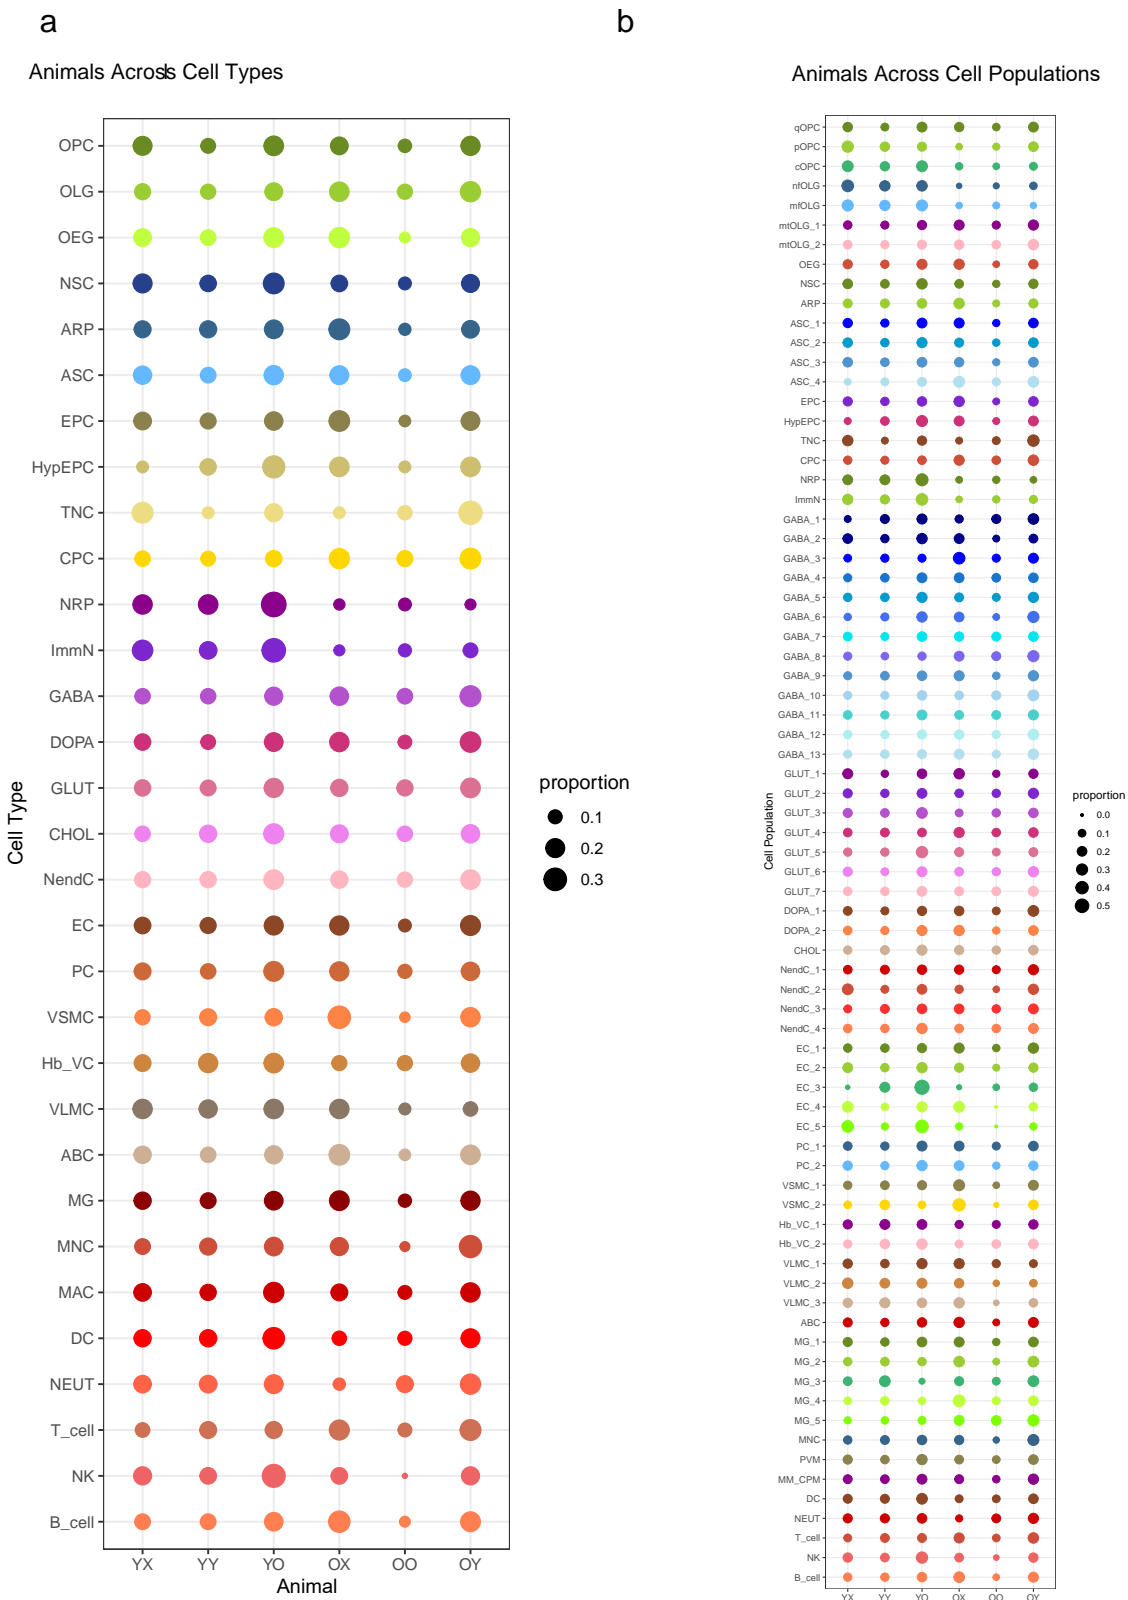 a
b
Animals Across Cell Types
Animals Across Cell Populations
OPC
OLG
OEG
NSC
ARP
ASC
EPC
HypEPC
TNC
CPC
NRP
ImmN
GABA
DOPA
GLUT
CHOL
NendC
EC
PC
VSMC
Hb_VC
VLMC
ABC
MG
MNC
MAC
DC
NEUT
T_cell
NK
B_cell
Cell Type
YX YY YO OX OO OY
Animal
proportion
0.1
0.2
0.3
qOPC
pOPC
cOPC
nfOLG
mfOLG
mtOLG_1
mtOLG_2
OEG
NSC
ARP
ASC_1
ASC_2
ASC_3
ASC_4
EPC
HypEPC
TNC
CPC
NRP
ImmN
GABA_1
GABA_2
GABA_3
GABA_4
GABA_5
GABA_6
GABA_7
GABA_8
GABA_9
GABA_10
GABA_11
GABA_12
GABA_13
GLUT_1
GLUT_2
GLUT_3
GLUT_4
GLUT_5
GLUT_6
GLUT_7
DOPA_1
DOPA_2
CHOL
NendC_1
NendC_2
NendC_3
NendC_4
EC_1
EC_2
EC_3
EC_4
EC_5
PC_1
PC_2
VSMC_1
VSMC_2
Hb_VC_1
Hb_VC_2
VLMC_1
VLMC_2
VLMC_3
ABC
MG_1
MG_2
MG_3
MG_4
MG_5
MNC
PVM
MM_CPM
DC
NEUT
T_cell
NK
B_cell
Cell Population
YX YY YO OX OO OY
proportion
0.0
0.1
0.2
0.3
0.4
0.5